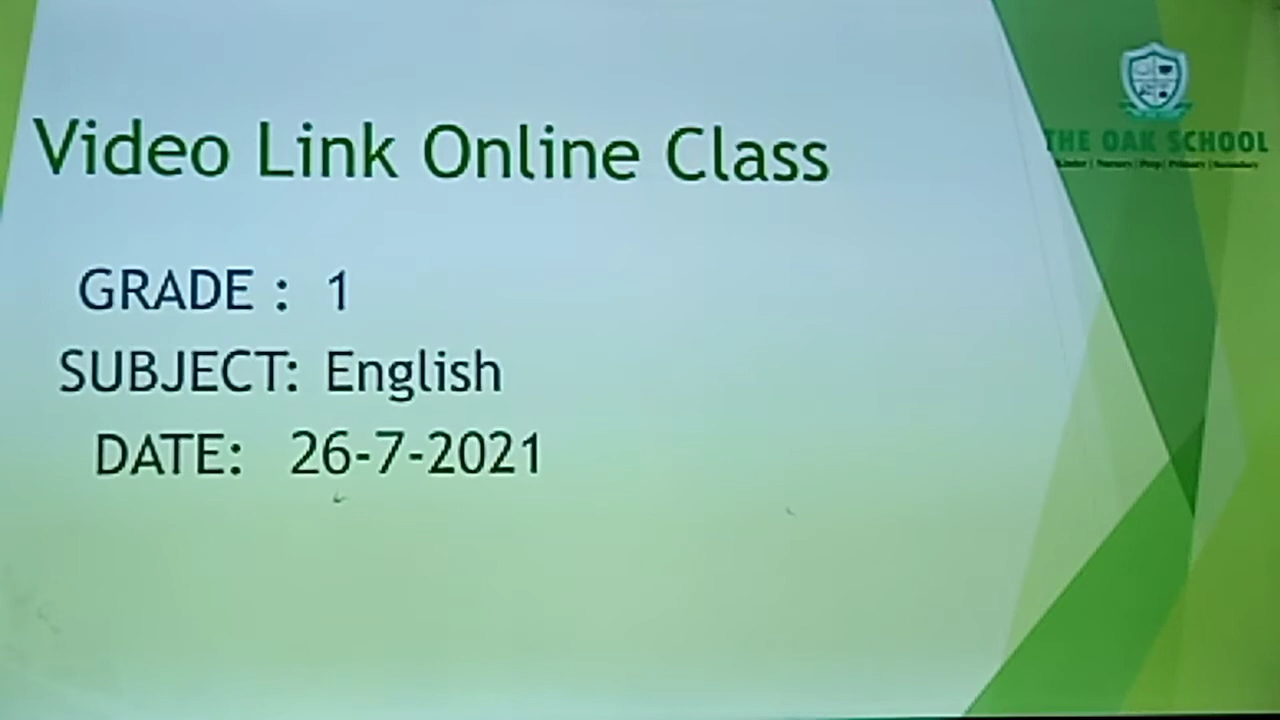 Video Link Online Class
THE OAK SCHOOL
GRADE : 1
SUBJECT: English
DATE: 26-7-2021